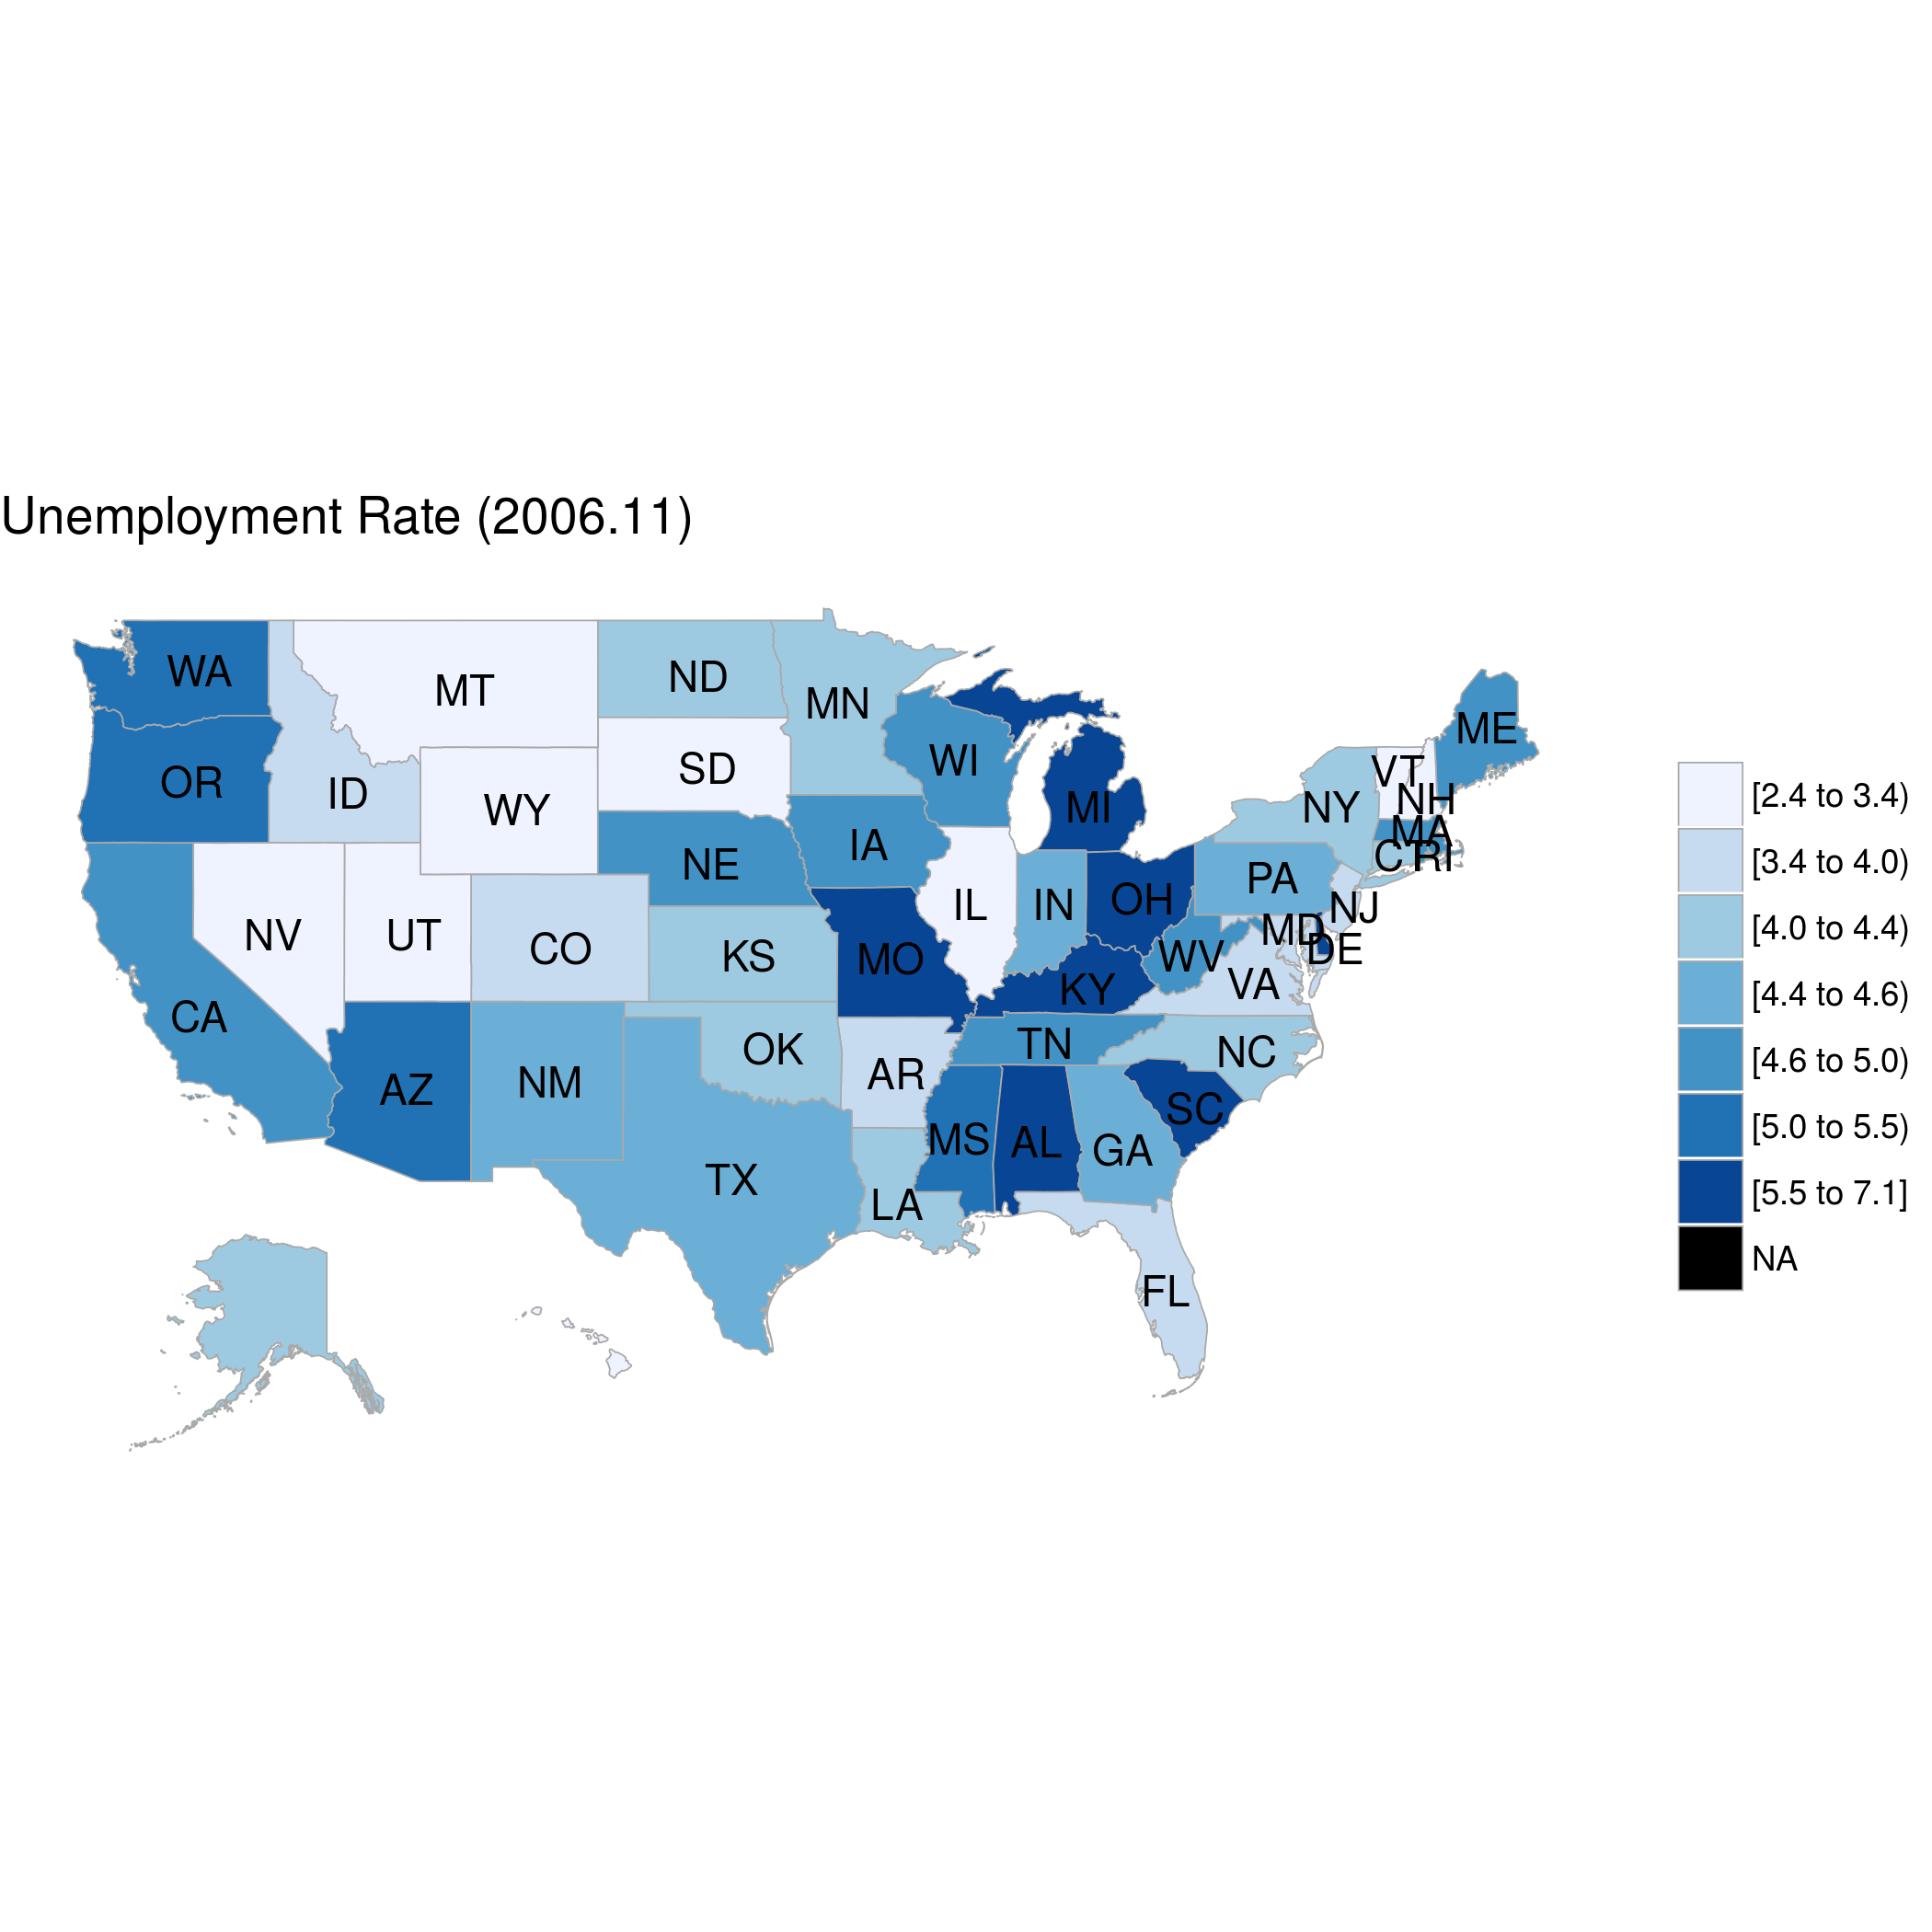 Unemployment Rate (2006.11)
WA
MT
ND
MN
ME
OR
ID
WY
SD
WI
MI
NY
VT
NH
MA
C
RI
NE
IA
PA
NV
UT
CO
KS
MO
IL
IN
OH
NJ
MD
DE
WV
VA
KY
CA
AZ
NM
OK
AR
TN
NC
SC
TX
LA
MS
AL
GA
FL
[2.4 to 3.4)
[3.4 to 4.0)
[4.0 to 4.4)
[4.4 to 4.6)
[4.6 to 5.0)
[5.0 to 5.5)
[5.5 to 7.1]
NA